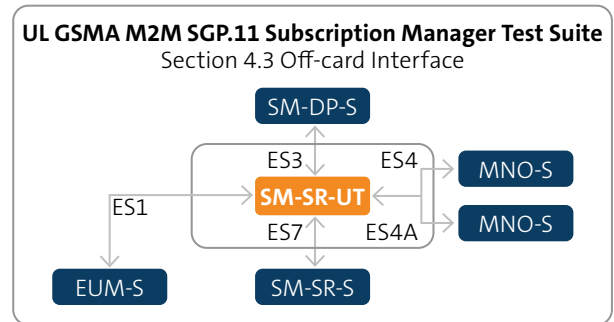 UL GSMA M2M SGP.11 Subscription Manager Test Suite
Section 4.3 Off-card Interface
SM-DP-S
ES3
ES4
MNO-S
SM-SR-UT
ES1
ES7
ES4A
MNO-S
EUM-S
SM-SR-S